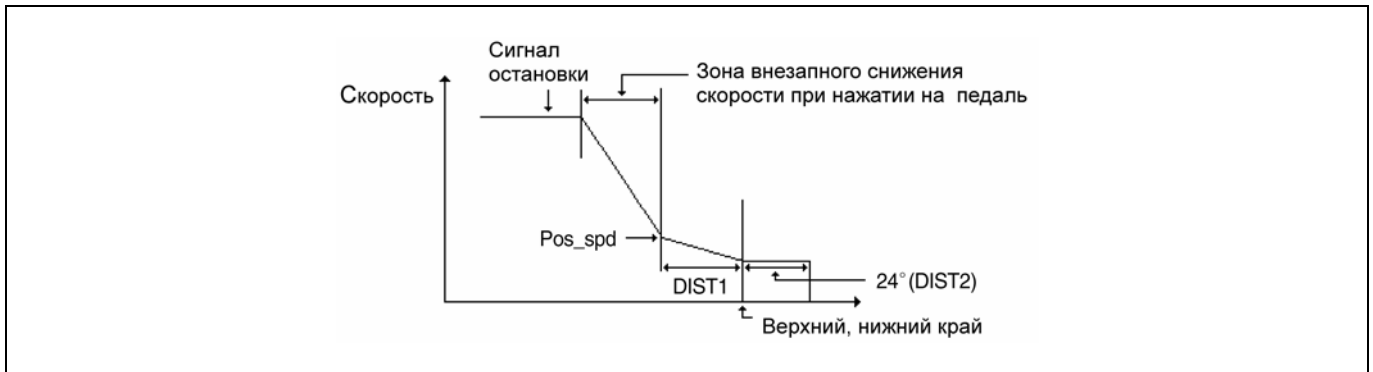 Сигнал
остановки
Скорость
Зона внезапного снижения
скорости при нажатии на педаль
Pos_spd
DIST1
24°(DIST2)
Верхний, нижний край